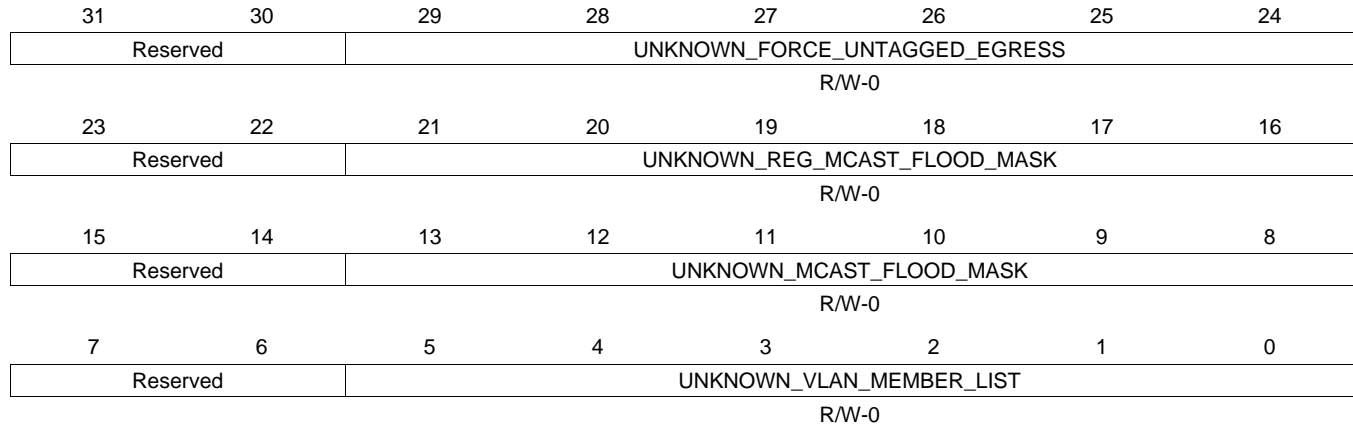 31 30 29 28 27 26 25 24
Reserved UNKNOWN_FORCE_UNTAGGED_EGRESS
R/W-0
23 22 21 20 19 18 17 16
Reserved UNKNOWN_REG_MCAST_FLOOD_MASK
R/W-0
15 14 13 12 11 10 9 8
Reserved UNKNOWN_MCAST_FLOOD_MASK
R/W-0
7 6 5 4 3 2 1 0
Reserved UNKNOWN_VLAN_MEMBER_LIST
R/W-0